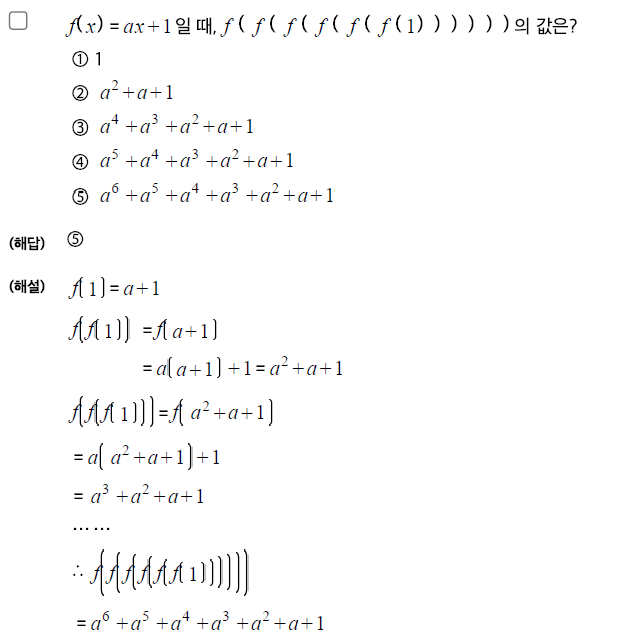 f(x)=ax+1일 때, f(f(f(f(f(f(1))))))의 값은?
① 1
② a²+a+1
③ a⁴+a³+a²+a+1
④ a⁵+a⁴+a³+a²+a+1
⑤ a⁶+a⁵+a⁴+a³+a²+a+1
(해답) ⑤
(해설) f(1)=a+1
f(f(1)) =f(a+1)
=a(a+1)+1=a²+a+1
f(f(f(1)))=f(a²+a+1)
=a(a²+a+1)+1
= a³+a²+a+1
……
∴ f(f(f(f(f(f(1))))))
=a⁶+a⁵+a⁴+a³+a²+a+1